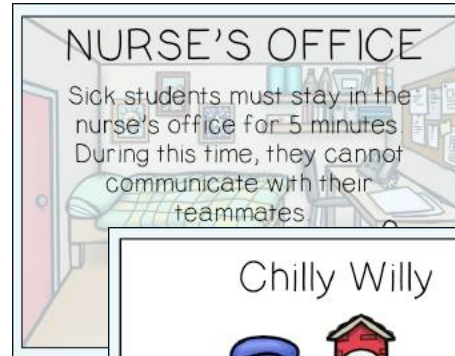 NURSE'S OFFICE
Sick students must stay in the
nurse's office for 5 minutes.
During this time, they cannot
communicate with their
teammates.
Chilly Willy